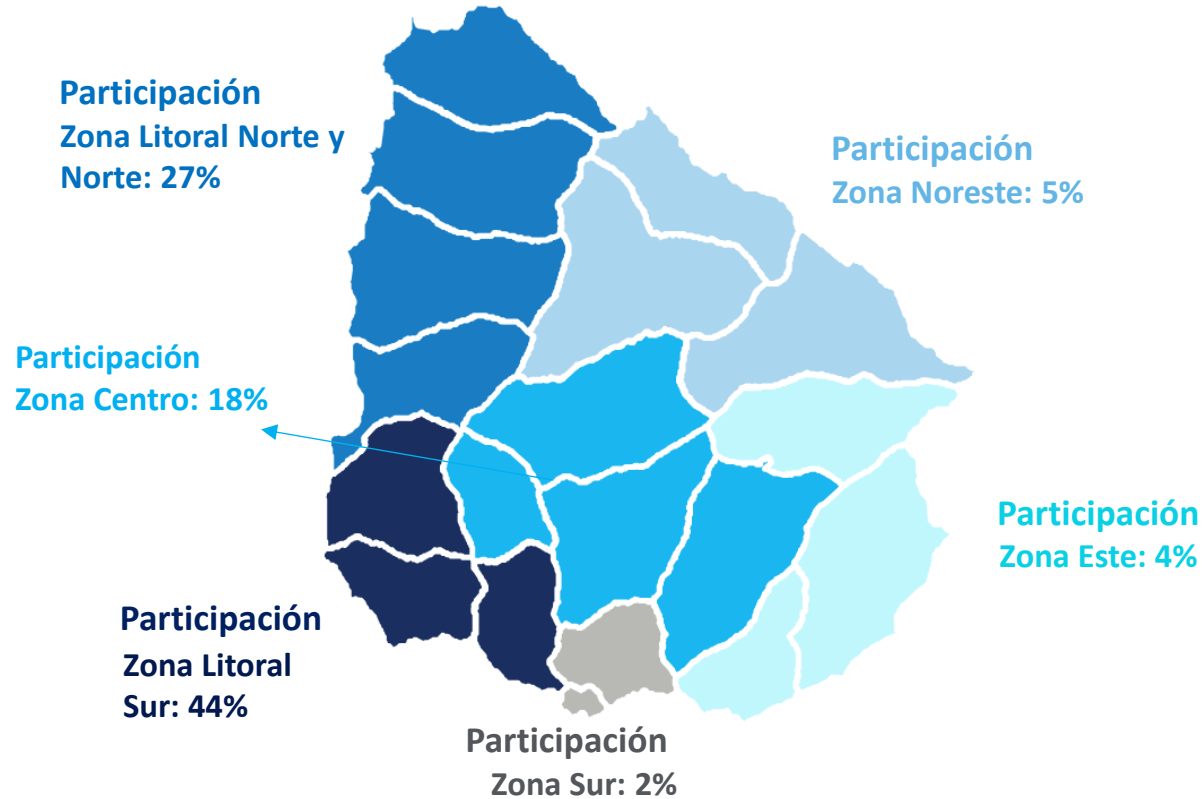 Participación
Zona Litoral Norte y
Norte: 27%
Participación
Zona Noreste: 5%
Participación
Zona Centro: 18%
Participación
Zona Este: 4%
Participación
Zona Litoral
Sur: 44%
Participación
Zona Sur: 2%